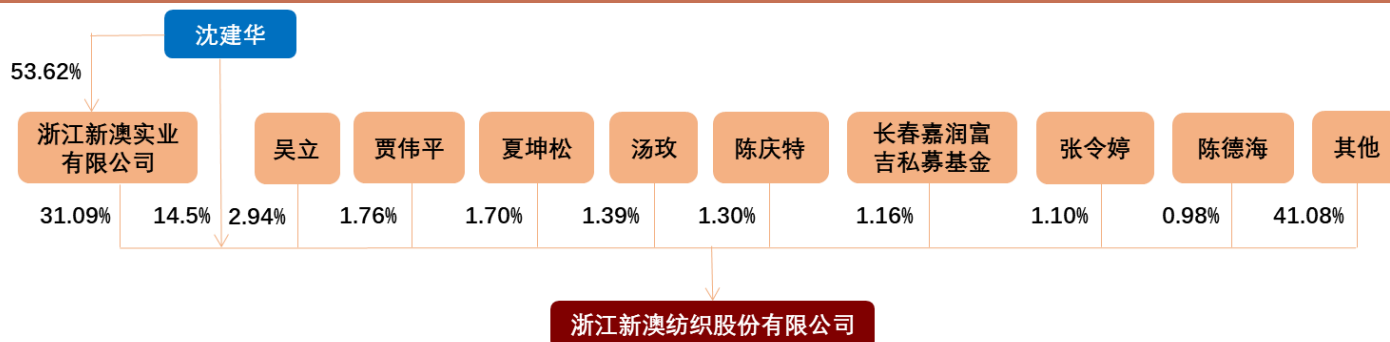 沈建华
53.62%
浙江新澳实业
有限公司
吴立
贾伟平
夏坤松
汤玫
陈庆特
长春嘉润富
吉私募基金
张令婷
陈德海
其他
31.09%
14.5%
2.94%
1.76%
1.70%
1.39%
1.30%
1.16%
1.10%
0.98%
41.08%
浙江新澳纺织股份有限公司